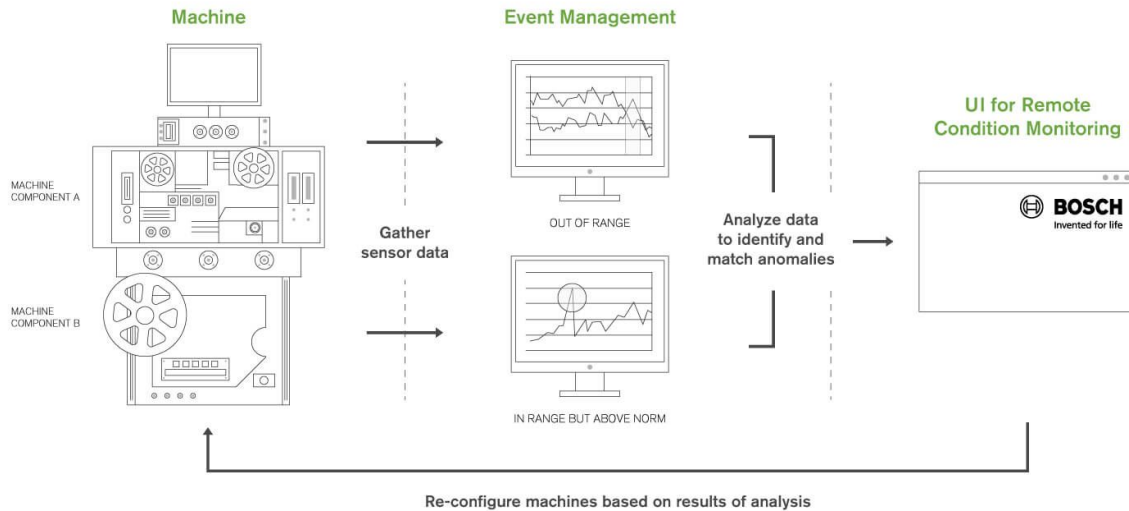 Machine
Event Management
UI for Remote
Condition Monitoring
MACHINE
COMPONENT A
MACHINE
COMPONENT B
Gather
sensor data
OUT OF RANGE
IN RANGE BUT ABOVE NORM
Analyze data
to identify and
match anomalies
BOSCH
Invented for life
Re-configure machines based on results of analysis